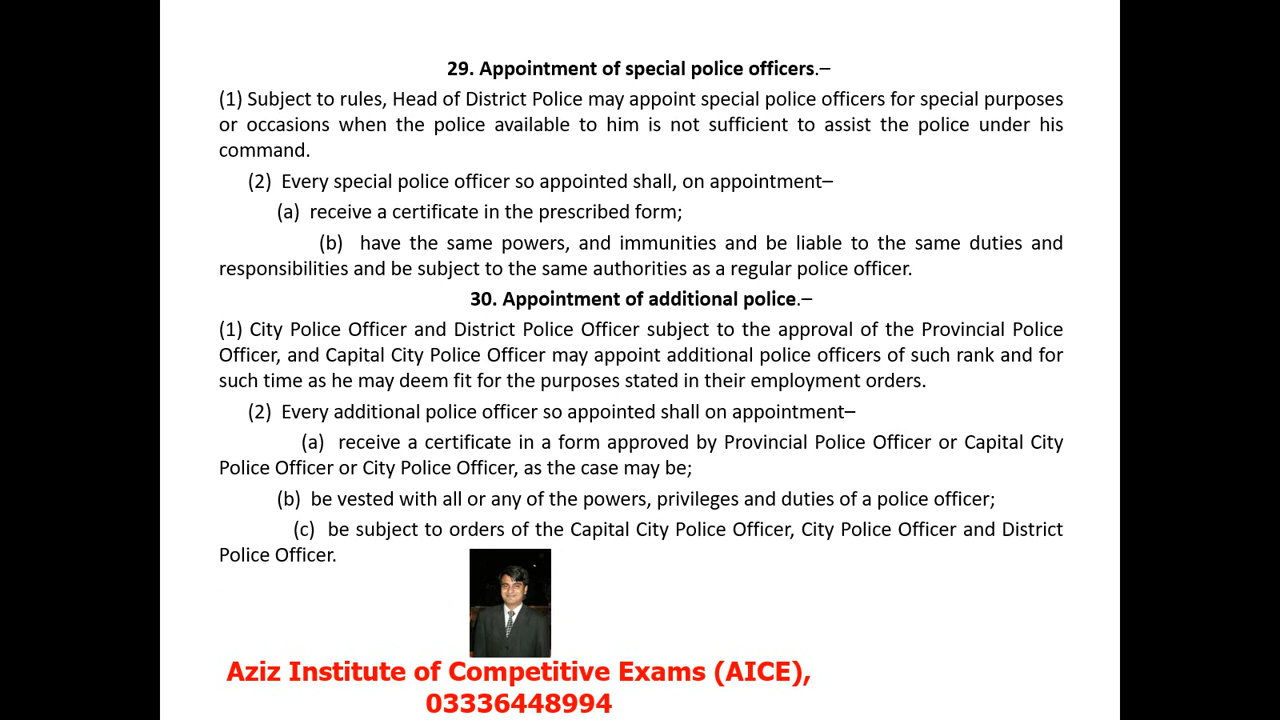 29. Appointment of special police officers.–
(1) Subject to rules, Head of District Police may appoint special police officers for special purposes
or occasions when the police available to him is not sufficient to assist the police under his
command.
(2) Every special police officer so appointed shall, on appointment–
(a) receive a certificate in the prescribed form;
(b) have the same powers, and immunities and be liable to the same duties and
responsibilities and be subject to the same authorities as a regular police officer.
30. Appointment of additional police.–
(1) City Police Officer and District Police Officer subject to the approval of the Provincial Police
Officer, and Capital City Police Officer may appoint additional police officers of such rank and for
such time as he may deem fit for the purposes stated in their employment orders.
(2) Every additional police officer so appointed shall on appointment–
(a) receive a certificate in a form approved by Provincial Police Officer or Capital City
Police Officer or City Police Officer, as the case may be;
(b) be vested with all or any of the powers, privileges and duties of a police officer;
(c) be subject to orders of the Capital City Police Officer, City Police Officer and District
Police Officer.
Aziz Institute of Competitive Exams (AICE),
03336448994